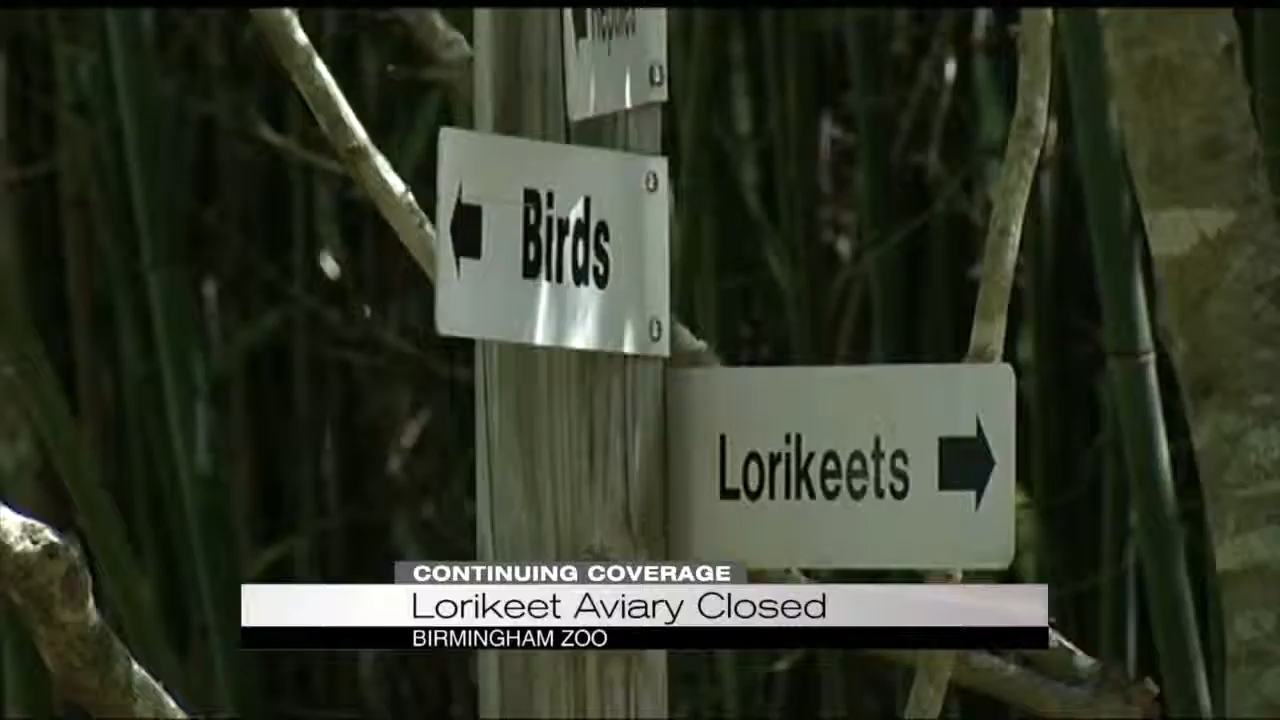 Birds
Lorikeets
CONTINUING COVERAGE
Lorikeet Aviary Closed
BIRMINGHAM ZOO